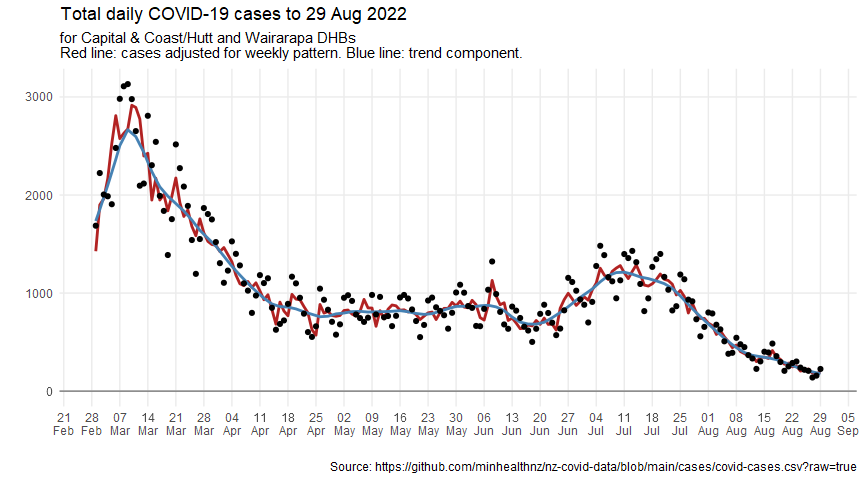 Total daily COVID-19 cases to 29 Aug 2022
for Capital & Coast/Hutt and Wairarapa DHBs
Red line: cases adjusted for weekly pattern. Blue line: trend component.
3000
2000
1000
0
21 28 07 14 21 28 04 11 18 25 02 09 16 23 30 06 13 20 27 04 11 18 25 01 08 15 22 29 05
Feb Feb Mar Mar Mar Mar Apr Apr Apr Apr May May May May May Jun Jun Jun Jun Jul Jul Jul Jul Aug Aug Aug Aug Aug Sep
Source: https://github.com/minhealthnz/nz-covid-data/blob/main/cases/covid-cases.csv?raw=true